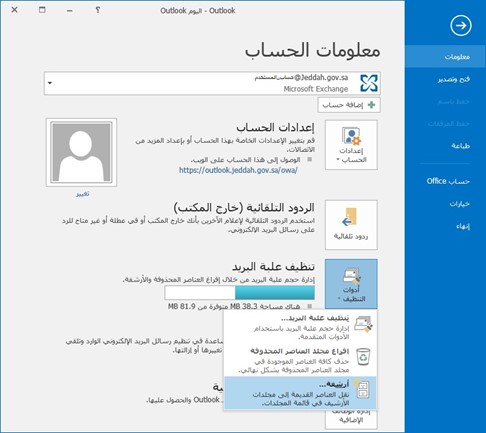 Outlook - اليوم Outlook
معلومات
فتح وتصدير
حفظ باسم
حفظ المرفقات
طباعة
حساب Office
خيارات
إنهاء
معلومات الحساب
حساب_المستخدم@Jeddah.gov.sa
Microsoft Exchange
إضافة حساب
إعدادات الحساب
قم بتغيير الإعدادات الخاصة بهذا الحساب أو بإعداد المزيد من
الاتصالات.
الوصول إلى هذا الحساب على الويب.
https://outlook.jeddah.gov.sa/owa/
إعدادات
الحساب
تغيير
الردود التلقائية (خارج المكتب)
استخدم الردود التلقائية لإعلام الآخرين بأنك خارج المكتب أو في عطلة أو غير متاح للرد
على رسائل البريد الإلكتروني.
ردود تلقائية
تنظيف علبة البريد
إدارة حجم علبة البريد من خلال إفراغ العناصر المحذوفة والأرشفة.
هناك مساحة 38.3 MB متوفرة من 81.9 MB
أدوات
التنظيف
تنظيف علبة البريد...
إدارة حجم علبة البريد باستخدام
الأدوات المتقدمة.
إفراغ مجلد العناصر المحذوفة
حذف كافة العناصر الموجودة في
مجلد العناصر المحذوفة بشكل نهائي.
أرشفة...
نقل العناصر القديمة إلى مجلدات
الأرشيف في قائمة المجلدات.
ساعدة في تنظيم رسائل البريد الإلكتروني الوارد وتلقي
تغييرها أو إزالتها.
Outlook والحصول عليها.
إدارة الوظائف
الإضافية